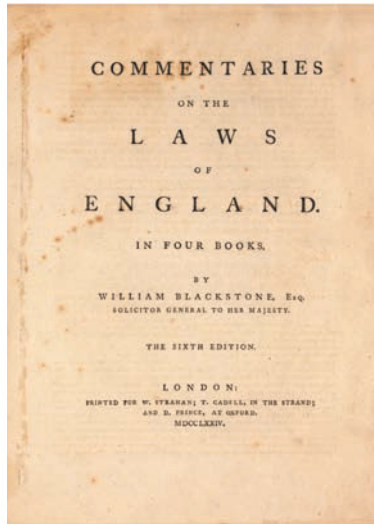 COMMENTARIES
ON THE
LAWS
OF
ENGLAND.
IN FOUR BOOKS.
BY
WILLIAM BLACKSTONE, Esq.
SOLICITOR GENERAL TO HER MAJESTY.
THE SIXTH EDITION.
LONDON:
PRINTED FOR W. STRAHAN; T. CADELL, IN THE STRAND;
AND D. PRINCE, AT OXFORD.
MDCCLXXIV.